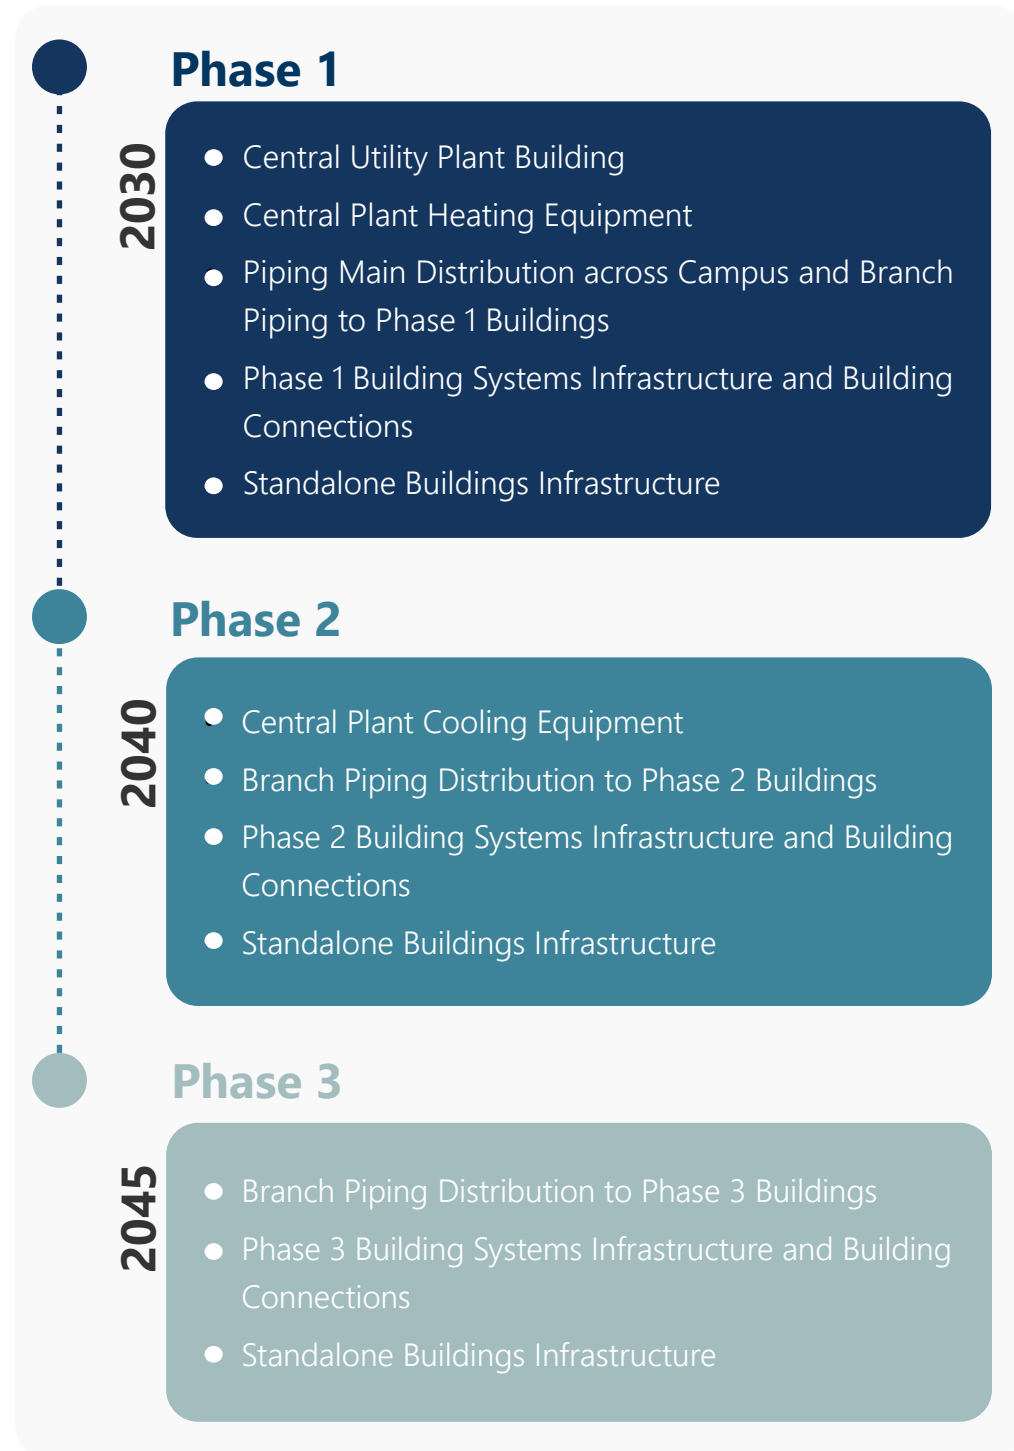 Phase 1
2030
Central Utility Plant Building
Central Plant Heating Equipment
Piping Main Distribution across Campus and Branch
Piping to Phase 1 Buildings
Phase 1 Building Systems Infrastructure and Building
Connections
Standalone Buildings Infrastructure
Phase 2
2040
Central Plant Cooling Equipment
Branch Piping Distribution to Phase 2 Buildings
Phase 2 Building Systems Infrastructure and Building
Connections
Standalone Buildings Infrastructure
Phase 3
2045
Branch Piping Distribution to Phase 3 Buildings
Phase 3 Building Systems Infrastructure and Building
Connections
Standalone Buildings Infrastructure